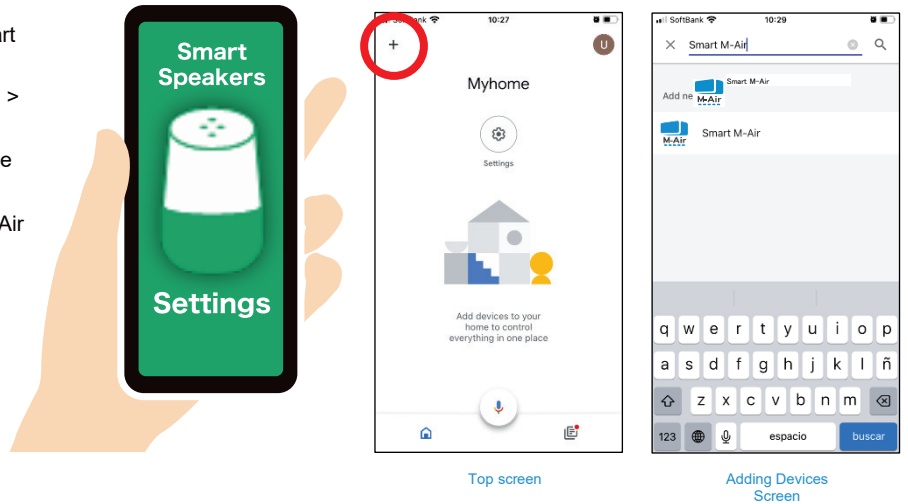 >
Air
Smart
Speakers
Settings
10:27
+
U
Myhome
Settings
Add devices to your
home to control
everything in one place
Top screen
SoftBank
10:29
Smart M-Air
Smart M-Air
Add ne
M-Air
M-Air
Smart M-Air
q w e r t y u i o p
a s d f g h j k l ñ
z x c v b n m
123
espacio
buscar
Adding Devices
Screen